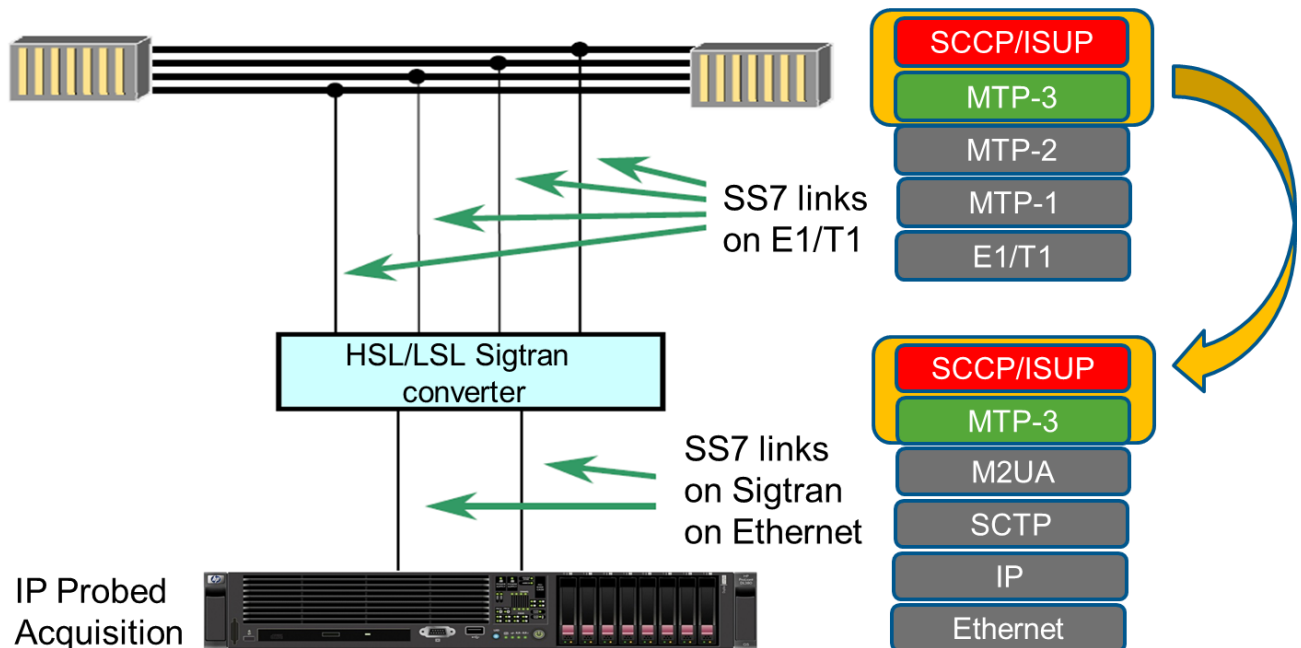 SCCP/ISUP
MTP-3
MTP-2
MTP-1
E1/T1
SS7 links
on E1/T1
HSL/LSL Sigtran
converter
SCCP/ISUP
MTP-3
M2UA
SCTP
IP
Ethernet
SS7 links
on Sigtran
on Ethernet
IP Probed
Acquisition
hp